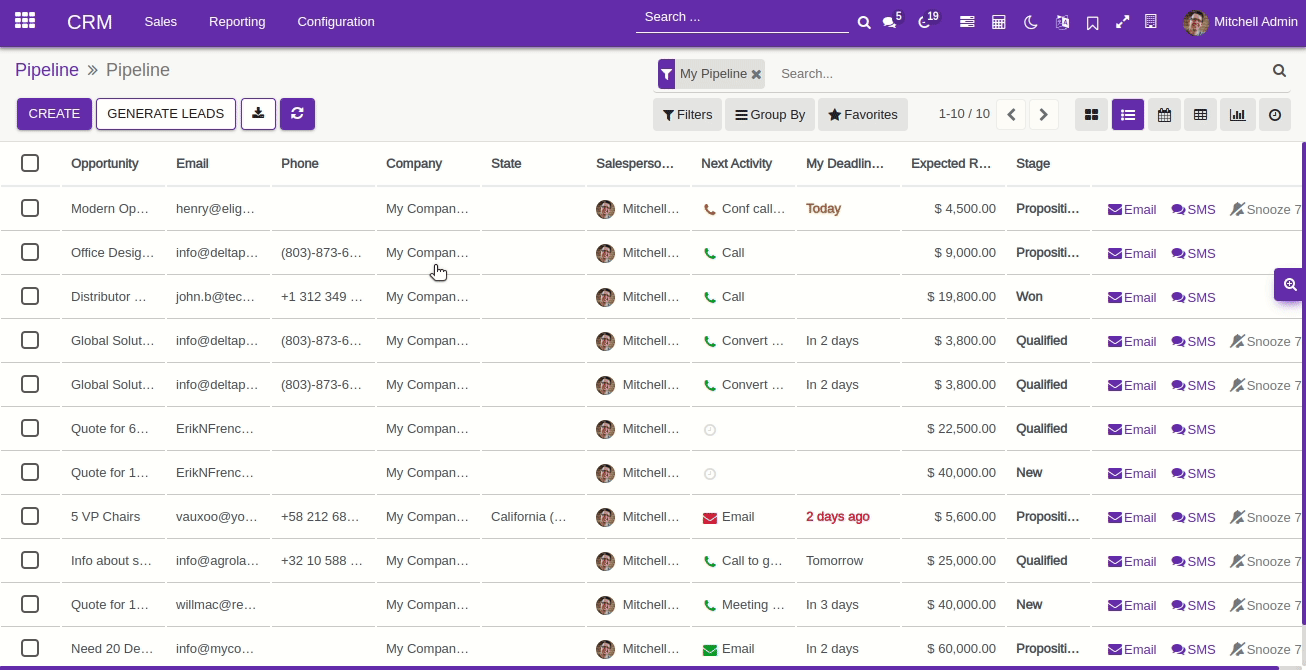 CRM Sales Reporting Configuration Search ... 5 19 Mitchell Admin
Pipeline » Pipeline
My Pipeline Search...
CREATE GENERATE LEADS
Filters Group By Favorites 1-10 / 10
Opportunity Email Phone Company State Salesperso... Next Activity My Deadlin... Expected R... Stage
Modern Op... henry@elig... My Compan... Mitchell... Conf call... Today $ 4,500.00 Propositi... Email SMS Snooze 7
Office Desig... info@deltap... (803)-873-6... My Compan... Mitchell... Call $ 9,000.00 Propositi... Email SMS
Distributor ... john.b@tec... +1 312 349 ... My Compan... Mitchell... Call $ 19,800.00 Won Email SMS
Global Solut... info@deltap... (803)-873-6... My Compan... Mitchell... Convert ... In 2 days $ 3,800.00 Qualified Email SMS Snooze 7
Global Solut... info@deltap... (803)-873-6... My Compan... Mitchell... Convert ... In 2 days $ 3,800.00 Qualified Email SMS Snooze 7
Quote for 6... ErikNFrenc... My Compan... Mitchell... $ 22,500.00 Qualified Email SMS
Quote for 1... ErikNFrenc... My Compan... Mitchell... $ 40,000.00 New Email SMS
5 VP Chairs vauxoo@yo... +58 212 68... My Compan... California (... Mitchell... Email 2 days ago $ 5,600.00 Propositi... Email SMS Snooze 7
Info about s... info@agrola... +32 10 588 ... My Compan... Mitchell... Call to g... Tomorrow $ 25,000.00 Qualified Email SMS Snooze 7
Quote for 1... willmac@re... My Compan... Mitchell... Meeting ... In 3 days $ 40,000.00 New Email SMS Snooze 7
Need 20 De... info@myco... My Compan... Mitchell... Email In 2 days $ 60,000.00 Propositi... Email SMS Snooze 7